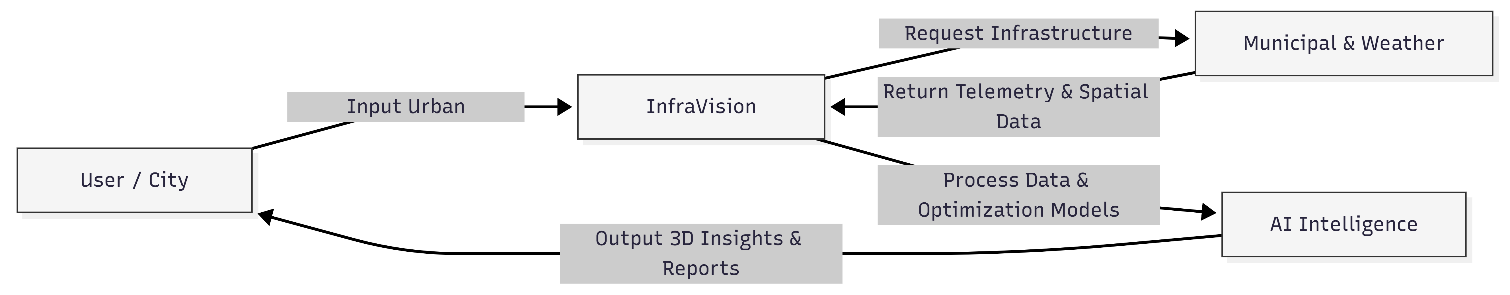 Request Infrastructure
Municipal & Weather
Input Urban
InfraVision
Return Telemetry & Spatial
Data
User / City
Process Data &
Optimization Models
AI Intelligence
Output 3D Insights &
Reports